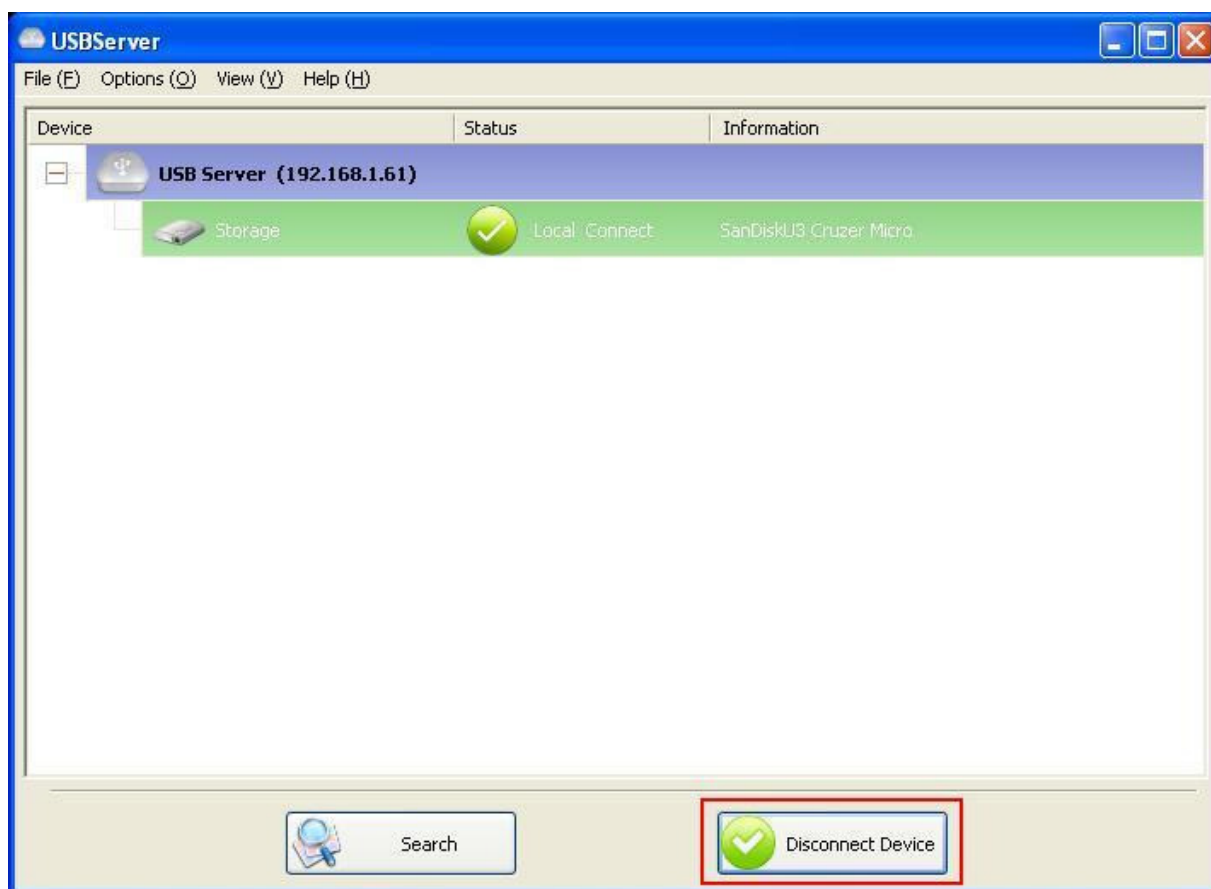 USBServer
File (F) Options (O) View (V) Help (H)
Device Status Information
USB Server (192.168.1.61)
Storage Local Connect SanDiskU3 Cruzer Micro
Search Disconnect Device